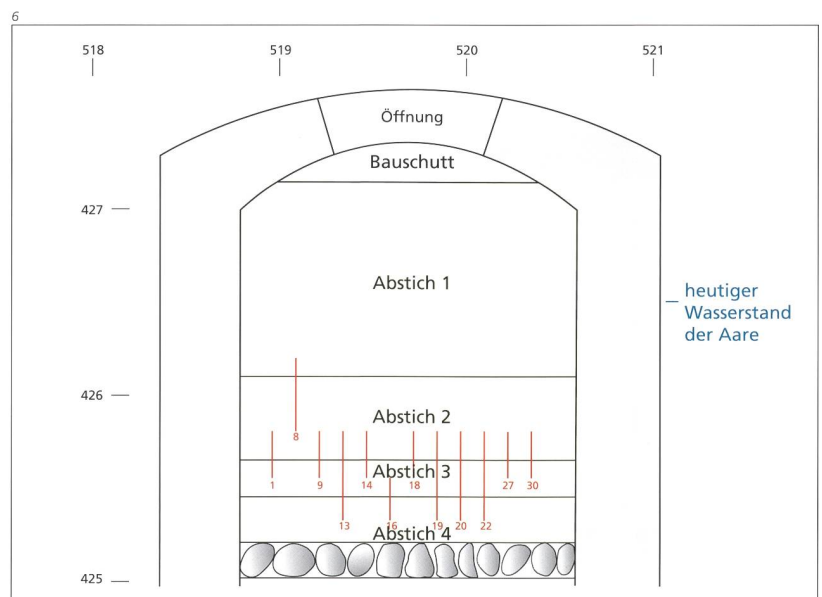 6
518 519 520 521
Öffnung
Bauschutt
427
Abstich 1
heutiger
Wasserstand
der Aare
426
Abstich 2
8
Abstich 3
1 9 14 18 27 30
13 16 19 20 22
Abstich 4
425